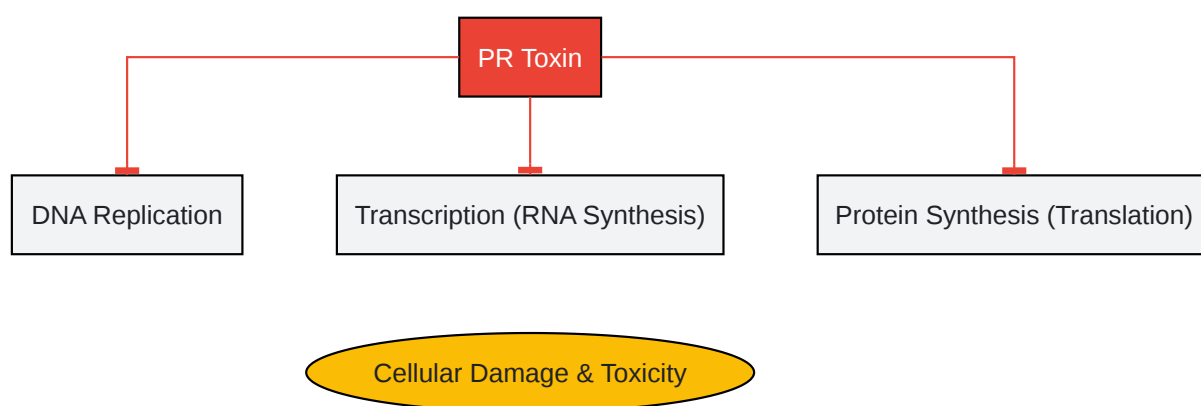 PR Toxin
DNA Replication
Transcription (RNA Synthesis)
Protein Synthesis (Translation)
Cellular Damage & Toxicity